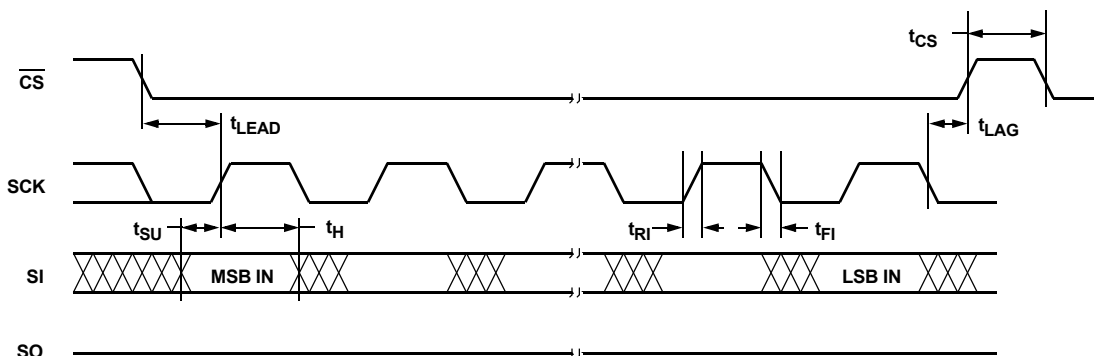 tCS
CS
tLEAD
tLAG
SCK
tSU
tH
tRI
tFI
SI
MSB IN
LSB IN
SO